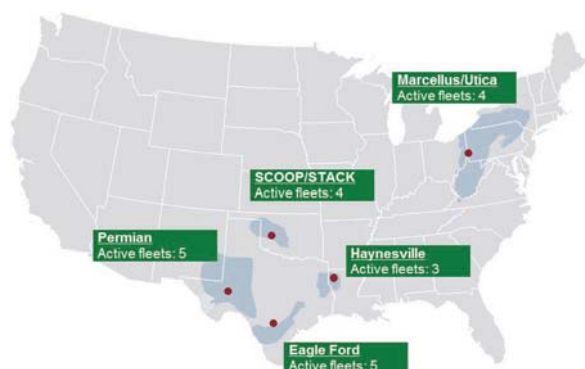 Marcellus/Utica
Active fleets: 4
SCOOP/STACK
Active fleets: 4
Permian
Active fleets: 5
Haynesville
Active fleets: 3
Eagle Ford
Active fleets: 5